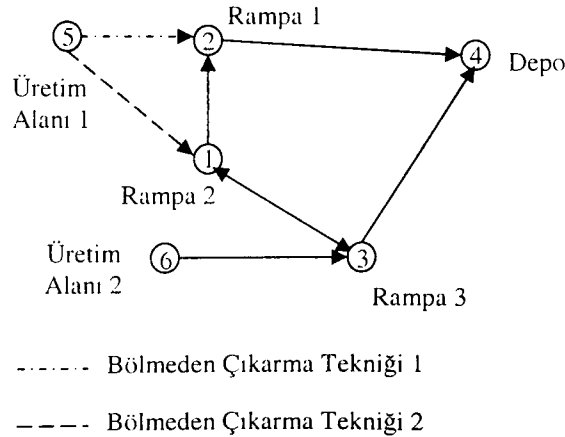 Rampa 1
5
2
4
Depo
Üretim
Alanı 1
1
Rampa 2
Üretim
Alanı 2
6
3
Rampa 3
Bölmeden Çıkarma Tekniği 1
Bölmeden Çıkarma Tekniği 2